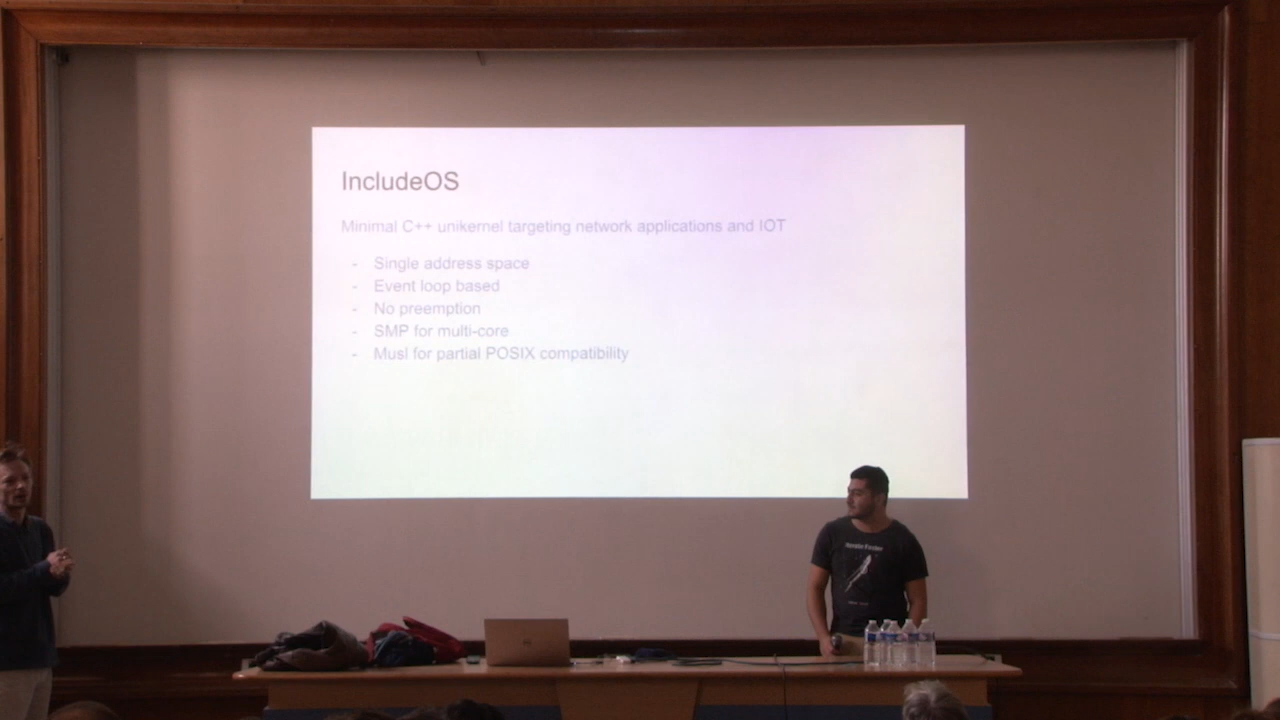 IncludeOS
Minimal C++ unikernel targeting network applications and IOT
- Single address space
- Event loop based
- No preemption
- SMP for multi-core
- Musl for partial POSIX compatibility